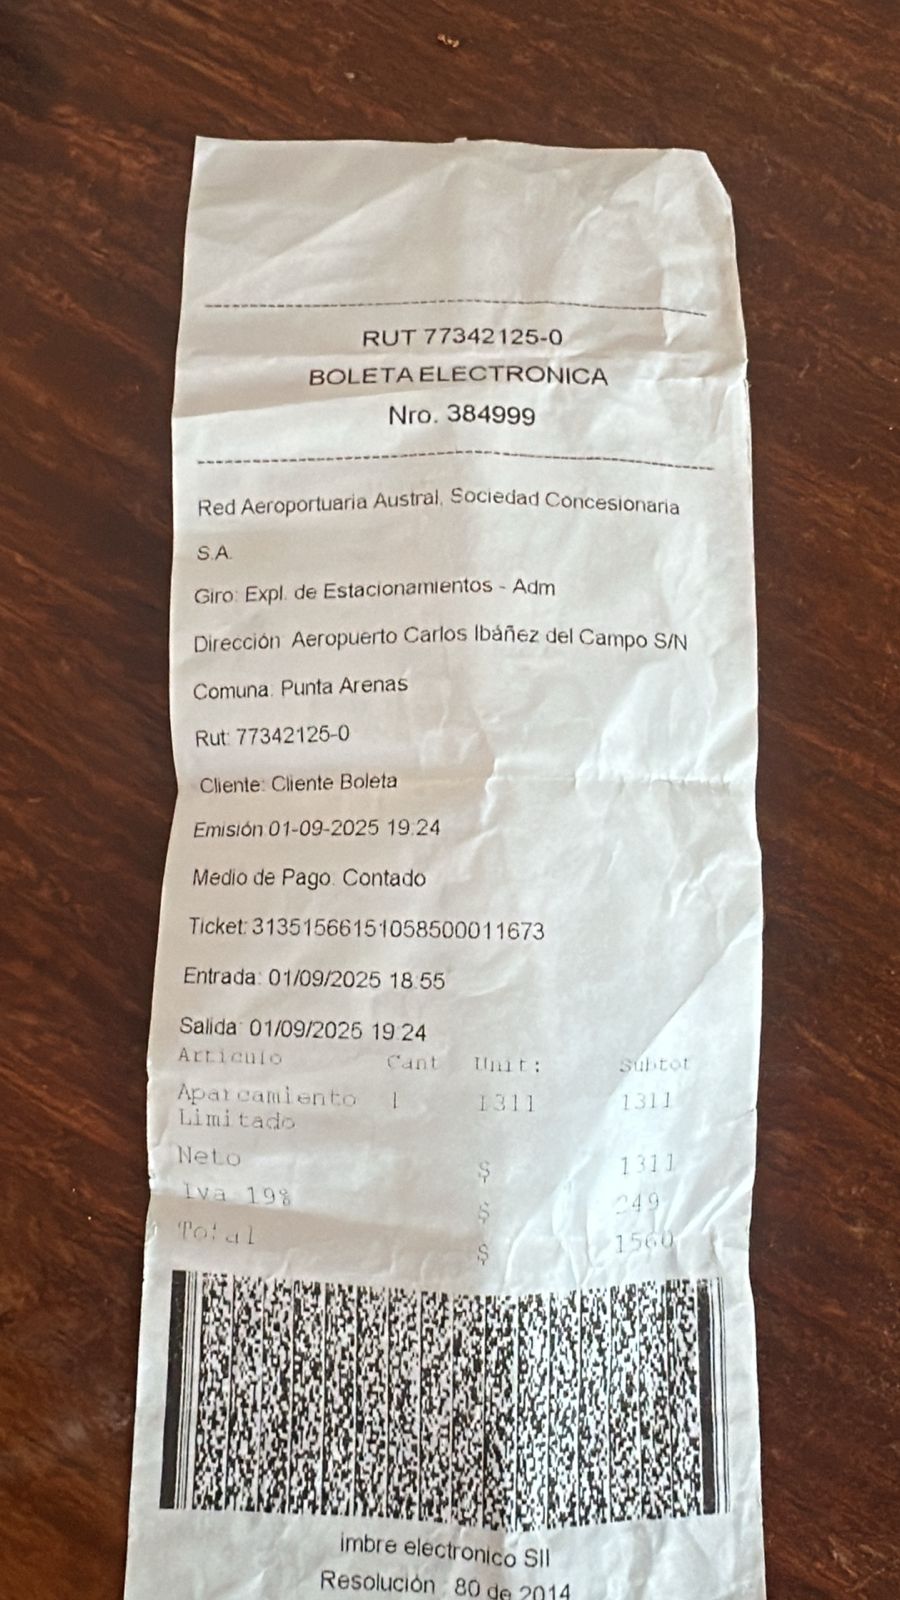 RUT 77342125-0
BOLETA ELECTRONICA
Nro. 384999
Red Aeroportuaria Austral, Sociedad Concesionaria
S.A.
Giro: Expl. de Estacionamientos - Adm
Dirección: Aeropuerto Carlos Ibáñez del Campo S/N
Comuna: Punta Arenas
Rut: 77342125-0
Cliente: Cliente Boleta
Emisión 01-09-2025 19:24
Medio de Pago: Contado
Ticket: 31351566151058500011673
Entrada: 01/09/2025 18:55
Salida: 01/09/2025 19:24
Artículo Cant Unit: Subtot
Aparcamiento 1 1311 1311
Limitado
Neto $ 1311
Iva 19% $ 249
Total $ 1560
imbre electronico SII
Resolución : 80 de 2014